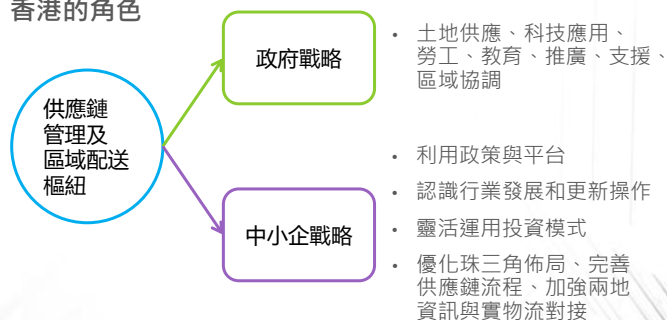 香港的角色
供應鏈
管理及
區域配送
樞紐
政府戰略
• 土地供應、科技應用、
勞工、教育、推廣、支援、
區域協調
中小企戰略
• 利用政策與平台
• 認識行業發展和更新操作
• 靈活運用投資模式
• 優化珠三角佈局、完善
供應鏈流程、加強兩地
資訊與實物流對接